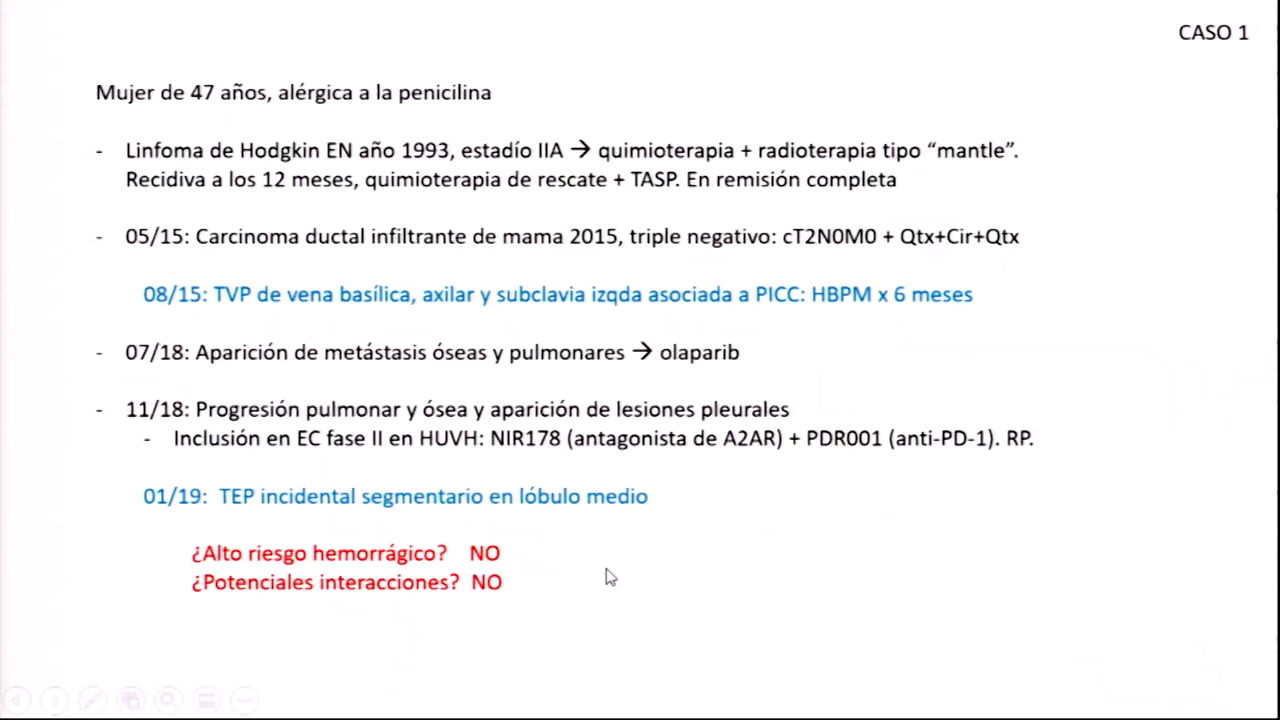 CASO 1
Mujer de 47 años, alérgica a la penicilina
- Linfoma de Hodgkin EN año 1993, estadío IIA → quimioterapia + radioterapia tipo “mantle”.
Recidiva a los 12 meses, quimioterapia de rescate + TASP. En remisión completa
- 05/15: Carcinoma ductal infiltrante de mama 2015, triple negativo: cT2N0M0 + Qtx+Cir+Qtx
08/15: TVP de vena basílica, axilar y subclavia izqda asociada a PICC: HBPM x 6 meses
- 07/18: Aparición de metástasis óseas y pulmonares → olaparib
- 11/18: Progresión pulmonar y ósea y aparición de lesiones pleurales
- Inclusión en EC fase II en HUVH: NIR178 (antagonista de A2AR) + PDR001 (anti-PD-1). RP.
01/19: TEP incidental segmentario en lóbulo medio
¿Alto riesgo hemorrágico? NO
¿Potenciales interacciones? NO